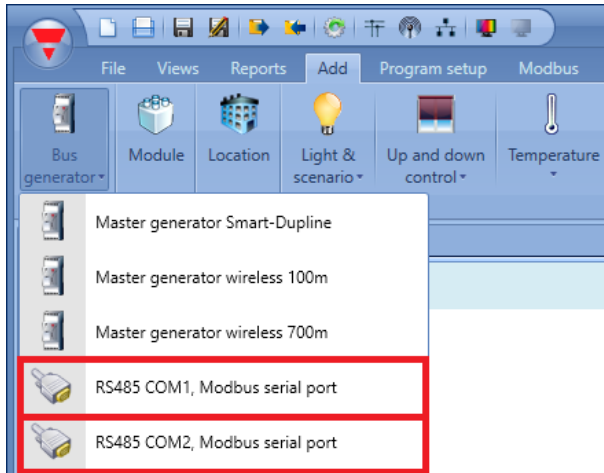 File Views Reports Add Program setup Modbus
Bus generator
Module
Location
Light & scenario
Up and down control
Temperature
Master generator Smart-Dupline
Master generator wireless 100m
Master generator wireless 700m
RS485 COM1, Modbus serial port
RS485 COM2, Modbus serial port